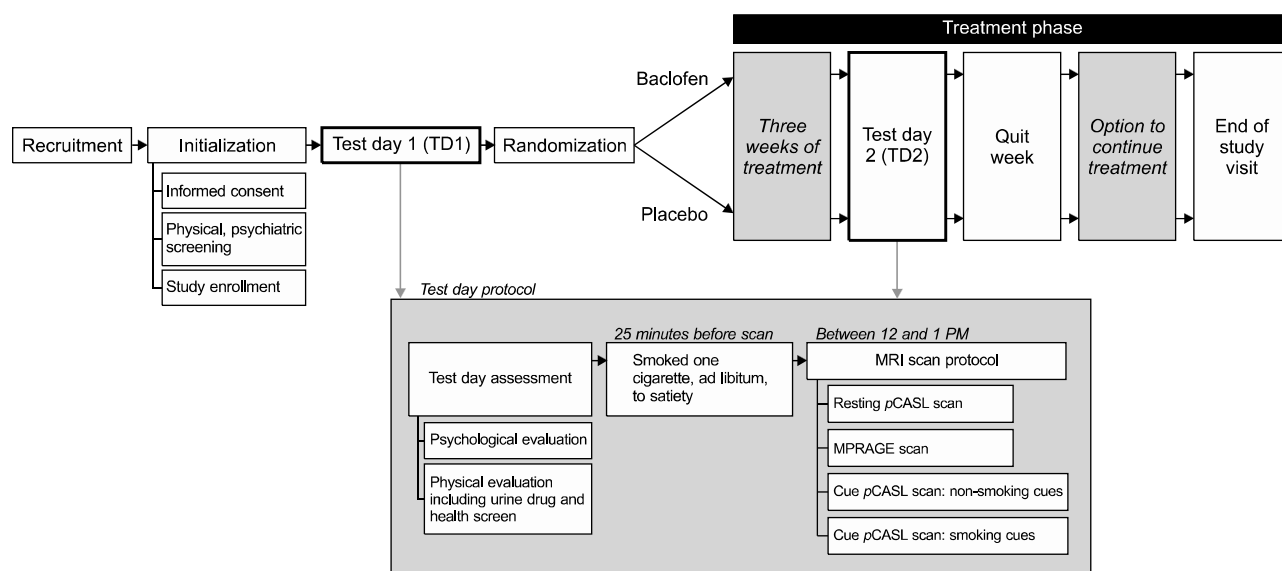 Treatment phase
Baclofen
Placebo
Recruitment
Initialization
Informed consent
Physical, psychiatric
screening
Study enrollment
Test day 1 (TD1)
Randomization
Three
weeks of
treatment
Test day
2 (TD2)
Quit
week
Option to
continue
treatment
End of
study
visit
Test day protocol
Test day assessment
Psychological evaluation
Physical evaluation
including urine drug and
health screen
25 minutes before scan
Smoked one
cigarette, ad libitum,
to satiety
Between 12 and 1 PM
MRI scan protocol
Resting pCASL scan
MPRAGE scan
Cue pCASL scan: non-smoking cues
Cue pCASL scan: smoking cues